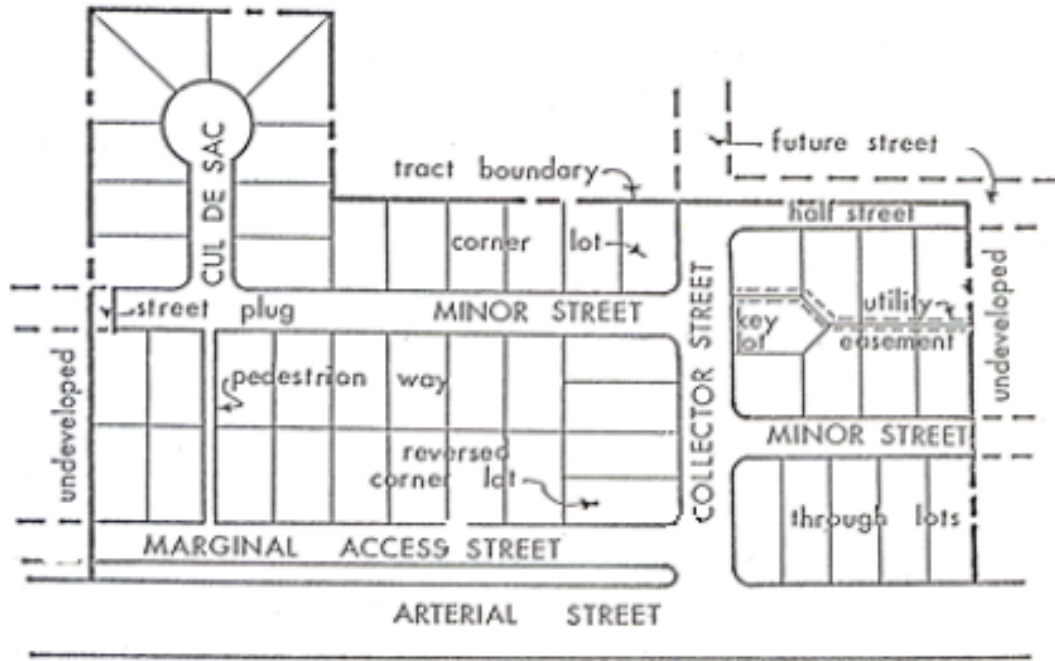 CUL DE SAC
future street
tract boundary
half street
corner lot
street plug
MINOR STREET
COLLECTOR STREET
key lot
utility
easement
undeveloped
undeveloped
pedestrion way
MINOR STREET
reversed
corner lot
through lots
MARGINAL ACCESS STREET
ARTERIAL STREET